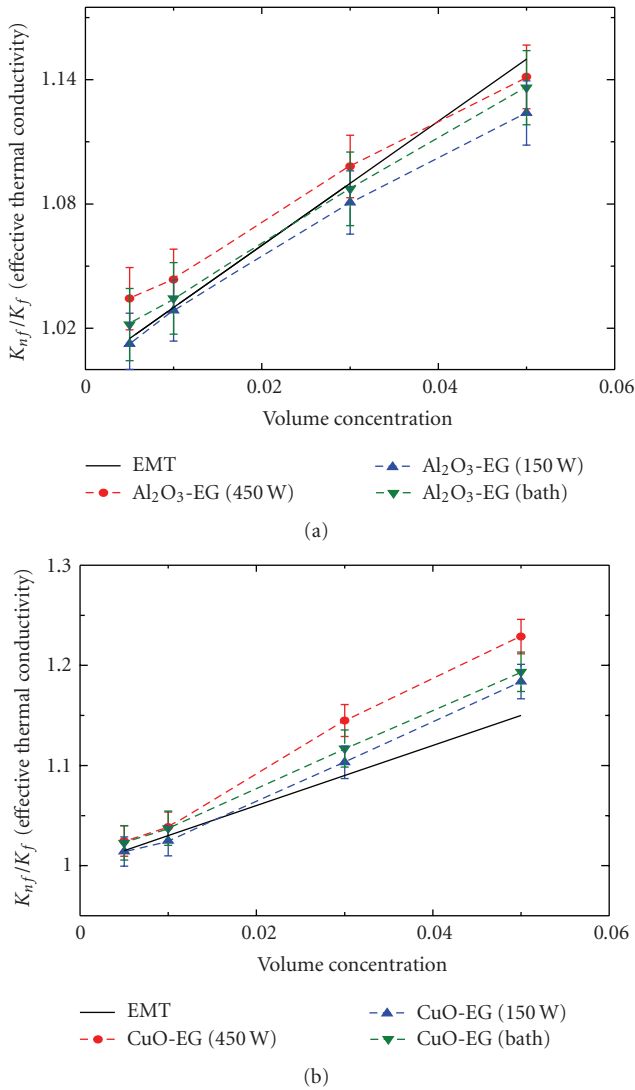 1.14
1.08
1.02
K_nf/K_f (effective thermal conductivity)
0 0.02 0.04 0.06
Volume concentration
EMT
Al₂O₃-EG (450 W)
Al₂O₃-EG (150 W)
Al₂O₃-EG (bath)
(a)
1.3
1.2
1.1
1
K_nf/K_f (effective thermal conductivity)
0 0.02 0.04 0.06
Volume concentration
EMT
CuO-EG (450 W)
CuO-EG (150 W)
CuO-EG (bath)
(b)